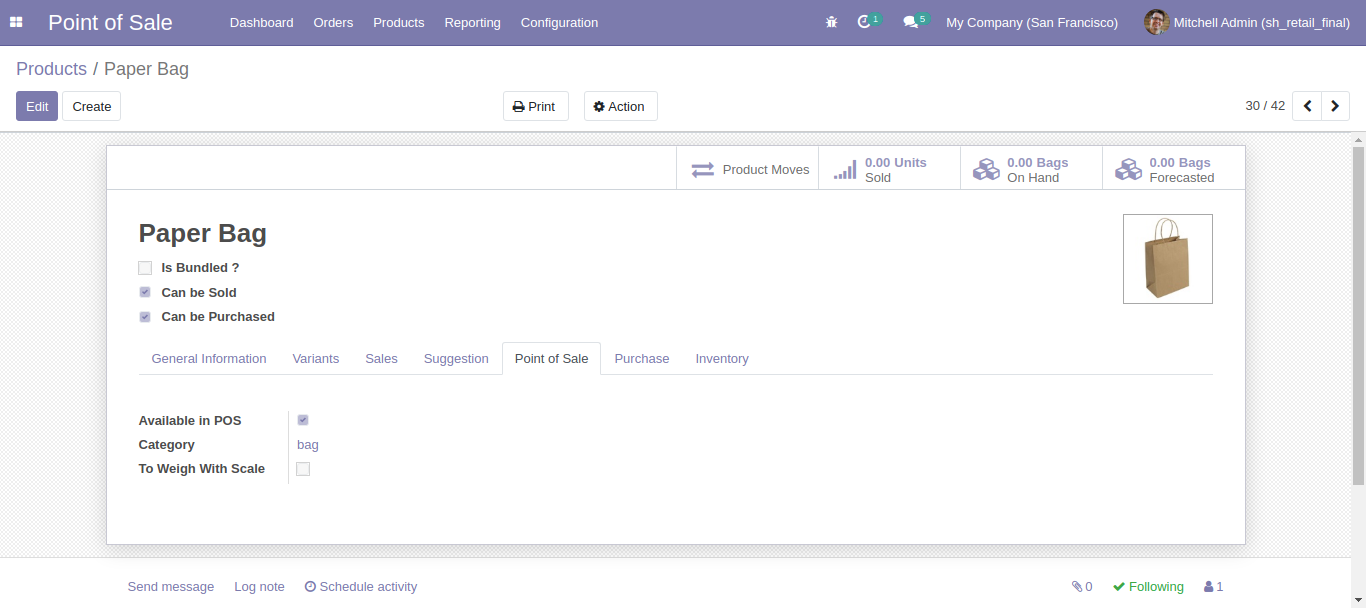 Point of Sale Dashboard Orders Products Reporting Configuration 1 5 My Company (San Francisco) Mitchell Admin (sh_retail_final)
Products / Paper Bag
Edit Create Print Action 30 / 42
Product Moves
0.00 Units
Sold
0.00 Bags
On Hand
0.00 Bags
Forecasted
Paper Bag
Is Bundled ?
Can be Sold
Can be Purchased
General Information Variants Sales Suggestion Point of Sale Purchase Inventory
Available in POS
Category bag
To Weigh With Scale
Send message Log note Schedule activity 0 Following 1